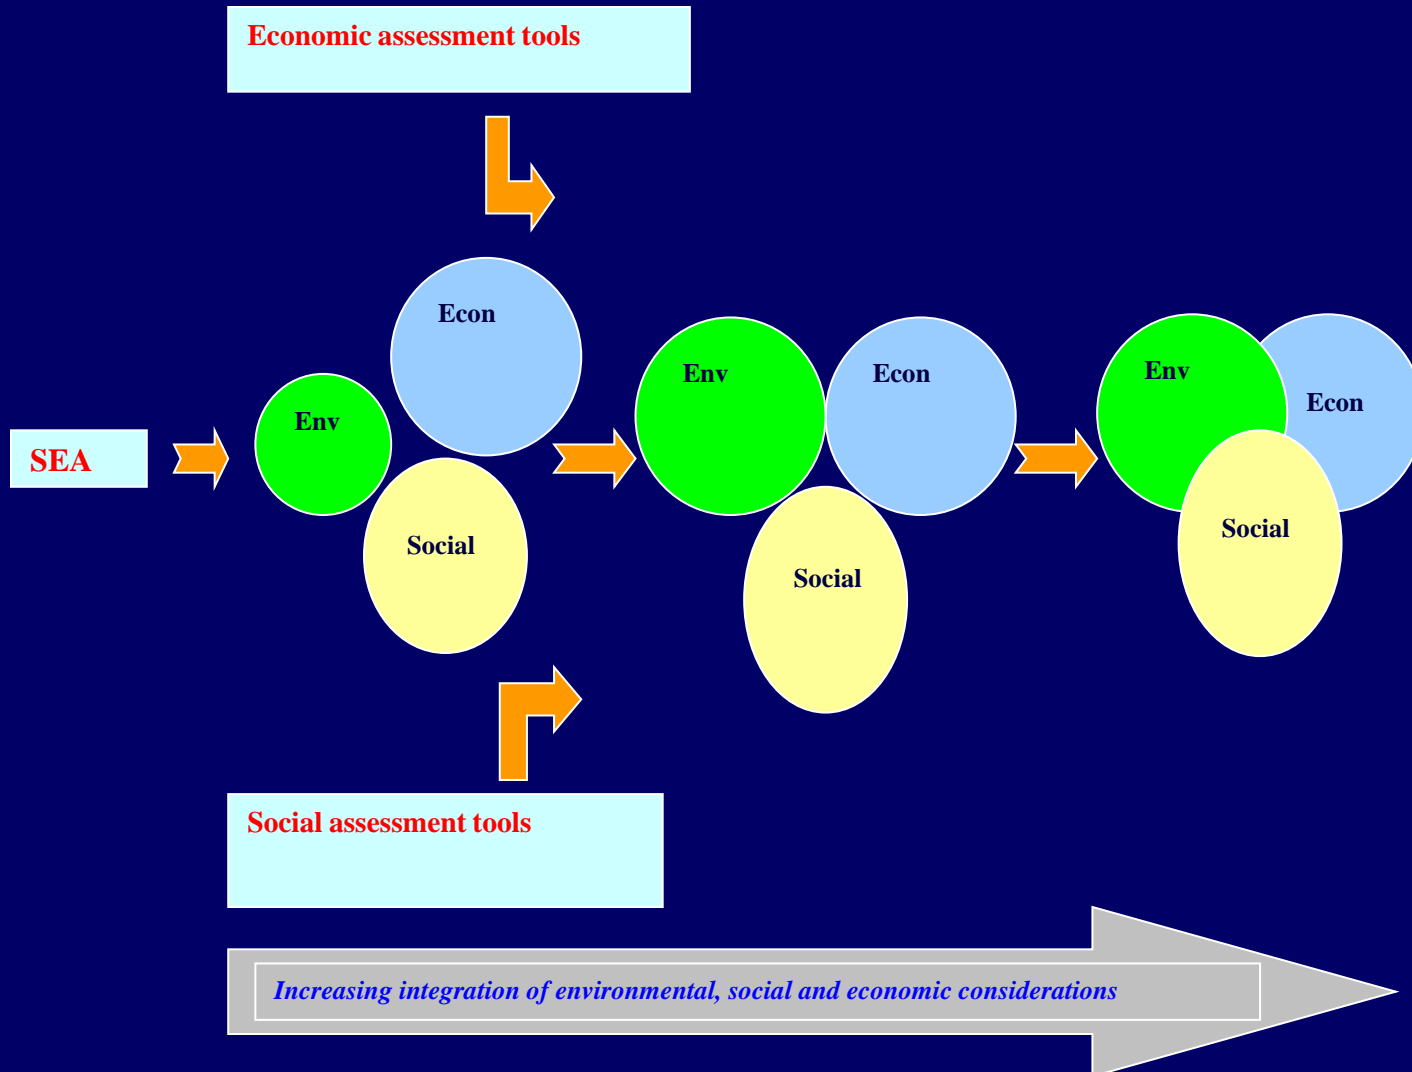 Economic assessment tools
Econ
Env
Social
SEA
Env
Econ
Social
Env
Econ
Social
Social assessment tools
Increasing integration of environmental, social and economic considerations